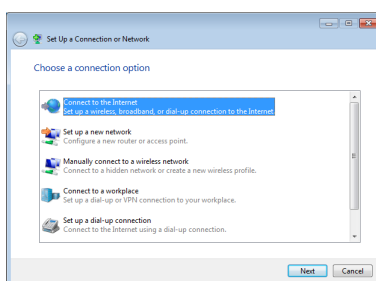 Set Up a Connection or Network
Choose a connection option
Connect to the Internet
Set up a wireless, broadband, or dial-up connection to the Internet
Set up a new network
Configure a new router or access point.
Manually connect to a wireless network
Connect to a hidden network or create a new wireless profile.
Connect to a workplace
Set up a dial-up or VPN connection to your workplace.
Set up a dial-up connection
Connect to the Internet using a dial-up connection.
Next Cancel